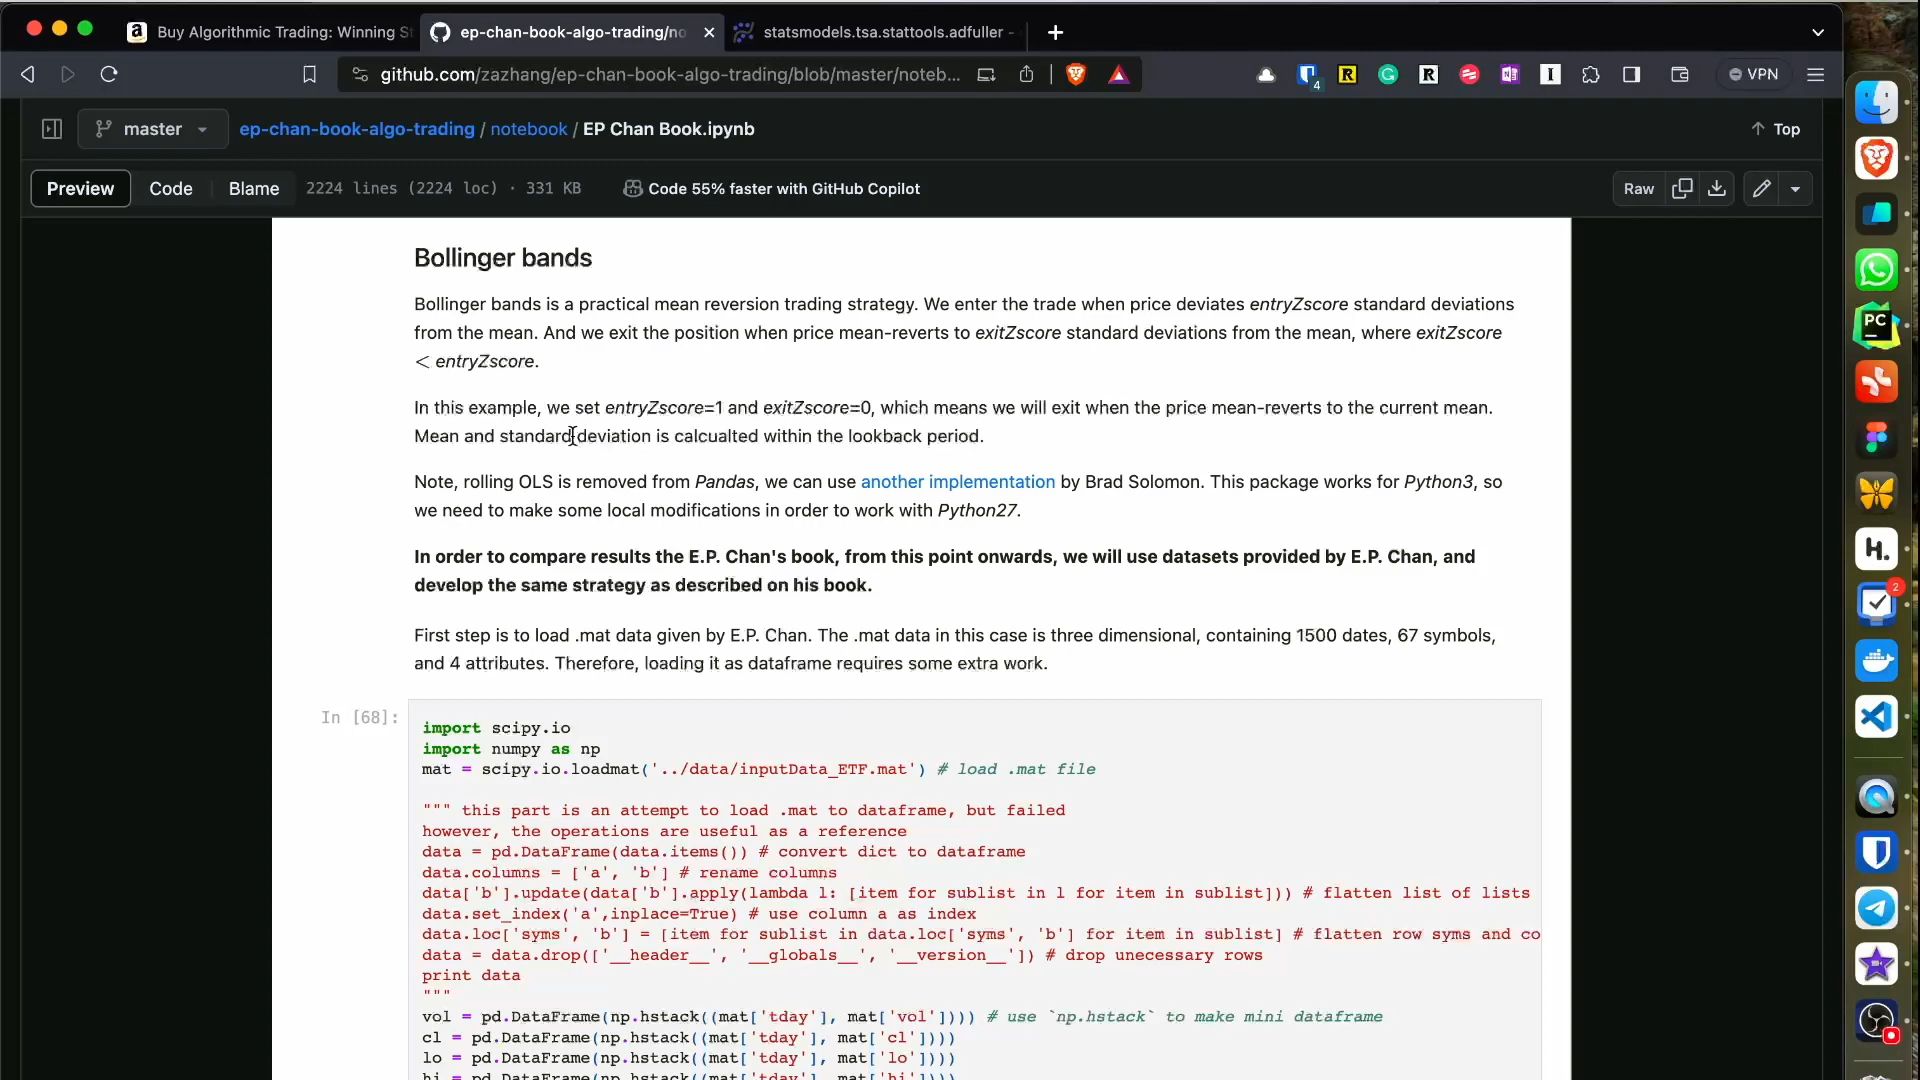 Buy Algorithmic Trading: Winning St
ep-chan-book-algo-trading/no
statsmodels.tsa.stattools.adfuller -
github.com/zazhang/ep-chan-book-algo-trading/blob/master/noteb...
4
VPN
master
ep-chan-book-algo-trading / notebook / EP Chan Book.ipynb
Top
Preview
Code
Blame
2224 lines (2224 loc) · 331 KB
Code 55% faster with GitHub Copilot
Raw
Bollinger bands
Bollinger bands is a practical mean reversion trading strategy. We enter the trade when price deviates entryZscore standard deviations
from the mean. And we exit the position when price mean-reverts to exitZscore standard deviations from the mean, where exitZscore
< entryZscore.
In this example, we set entryZscore=1 and exitZscore=0, which means we will exit when the price mean-reverts to the current mean.
Mean and standard deviation is calcualted within the lookback period.
Note, rolling OLS is removed from Pandas, we can use another implementation by Brad Solomon. This package works for Python3, so
we need to make some local modifications in order to work with Python27.
In order to compare results the E.P. Chan's book, from this point onwards, we will use datasets provided by E.P. Chan, and
develop the same strategy as described on his book.
First step is to load .mat data given by E.P. Chan. The .mat data in this case is three dimensional, containing 1500 dates, 67 symbols,
and 4 attributes. Therefore, loading it as dataframe requires some extra work.
In [68]:
import scipy.io
import numpy as np
mat = scipy.io.loadmat('../data/inputData_ETF.mat') # load .mat file
""" this part is an attempt to load .mat to dataframe, but failed
however, the operations are useful as a reference
data = pd.DataFrame(data.items()) # convert dict to dataframe
data.columns = ['a', 'b'] # rename columns
data['b'].update(data['b'].apply(lambda l: [item for sublist in l for item in sublist])) # flatten list of lists
data.set_index('a',inplace=True) # use column a as index
data.loc['syms', 'b'] = [item for sublist in data.loc['syms', 'b'] for item in sublist] # flatten row syms and co
data = data.drop(['__header__', '__globals__', '__version__']) # drop unecessary rows
print data
"""
vol = pd.DataFrame(np.hstack((mat['tday'], mat['vol']))) # use `np.hstack` to make mini dataframe
cl = pd.DataFrame(np.hstack((mat['tday'], mat['cl'])))
lo = pd.DataFrame(np.hstack((mat['tday'], mat['lo'])))
hi = pd.DataFrame(np.hstack((mat['tday'], mat['hi'])))
PC
H.
2